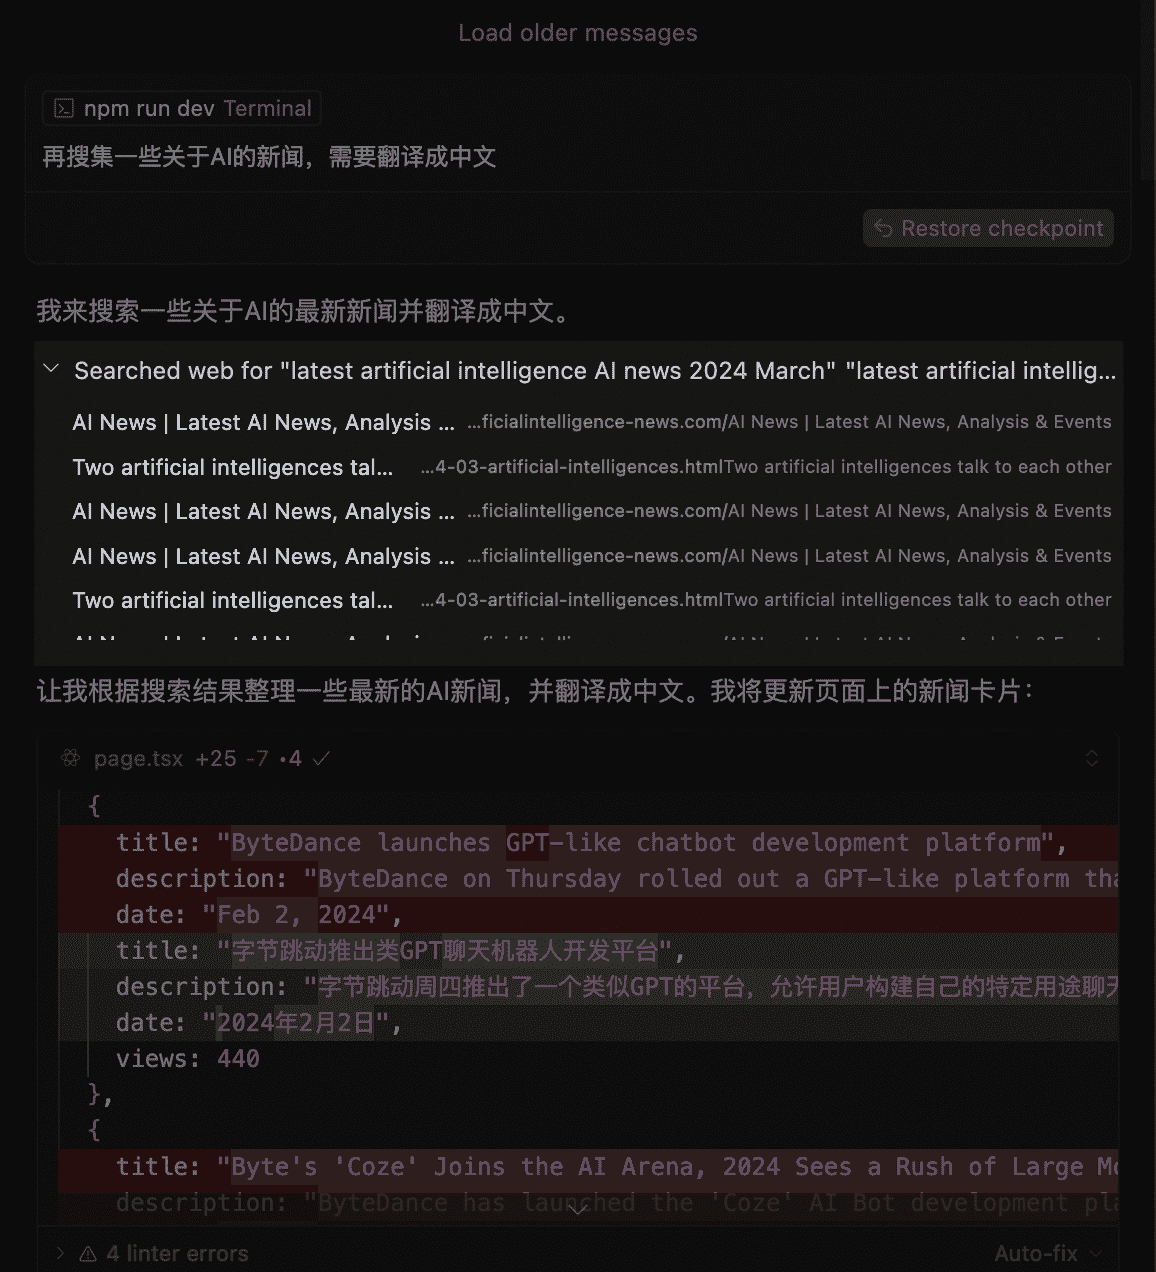 Load older messages
npm run dev Terminal
再搜集一些关于AI的新闻，需要翻译成中文
Restore checkpoint
我来搜索一些关于AI的最新新闻并翻译成中文。
Searched web for "latest artificial intelligence AI news 2024 March" "latest artificial intellig...
AI News | Latest AI News, Analysis ... ...ficialintelligence-news.com/AI News | Latest AI News, Analysis & Events
Two artificial intelligences tal... ...4-03-artificial-intelligences.htmlTwo artificial intelligences talk to each other
AI News | Latest AI News, Analysis ... ...ficialintelligence-news.com/AI News | Latest AI News, Analysis & Events
AI News | Latest AI News, Analysis ... ...ficialintelligence-news.com/AI News | Latest AI News, Analysis & Events
Two artificial intelligences tal... ...4-03-artificial-intelligences.htmlTwo artificial intelligences talk to each other
让我根据搜索结果整理一些最新的AI新闻，并翻译成中文。我将更新页面上的新闻卡片：
page.tsx +25 -7 •4
{
title: "ByteDance launches GPT-like chatbot development platform",
description: "ByteDance on Thursday rolled out a GPT-like platform tha
date: "Feb 2, 2024",
title: "字节跳动推出类GPT聊天机器人开发平台",
description: "字节跳动周四推出了一个类似GPT的平台，允许用户构建自己的特定用途聊天
date: "2024年2月2日",
views: 440
},
{
title: "Byte's 'Coze' Joins the AI Arena, 2024 Sees a Rush of Large Mo
description: "ByteDance has launched the 'Coze' AI Bot development pla
4 linter errors
Auto-fix